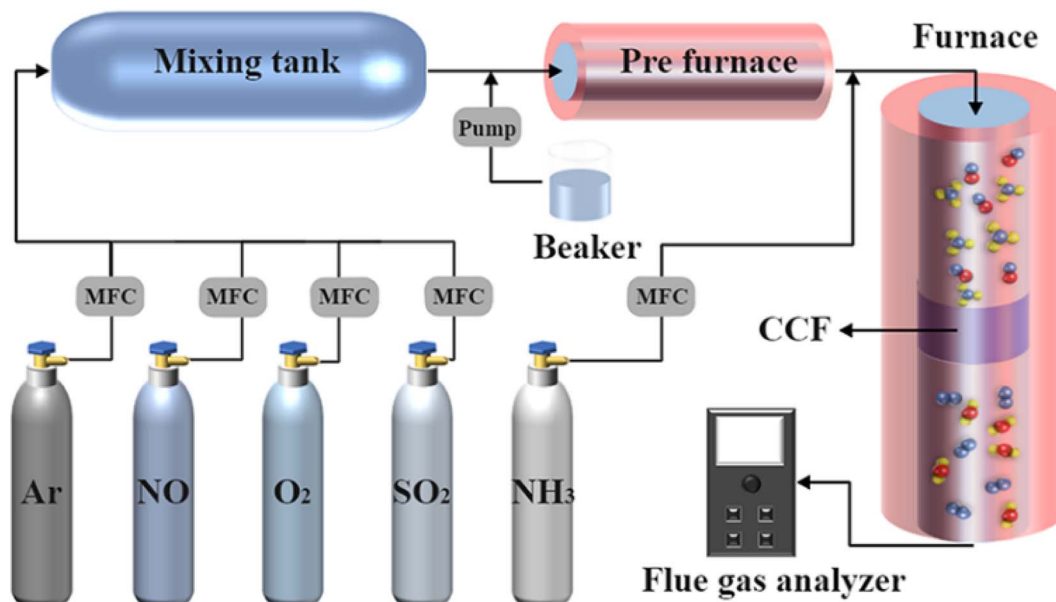 Mixing tank
Pre furnace
Furnace
Pump
Beaker
MFC
MFC
MFC
MFC
MFC
CCF
Ar
NO
O₂
SO₂
NH₃
Flue gas analyzer